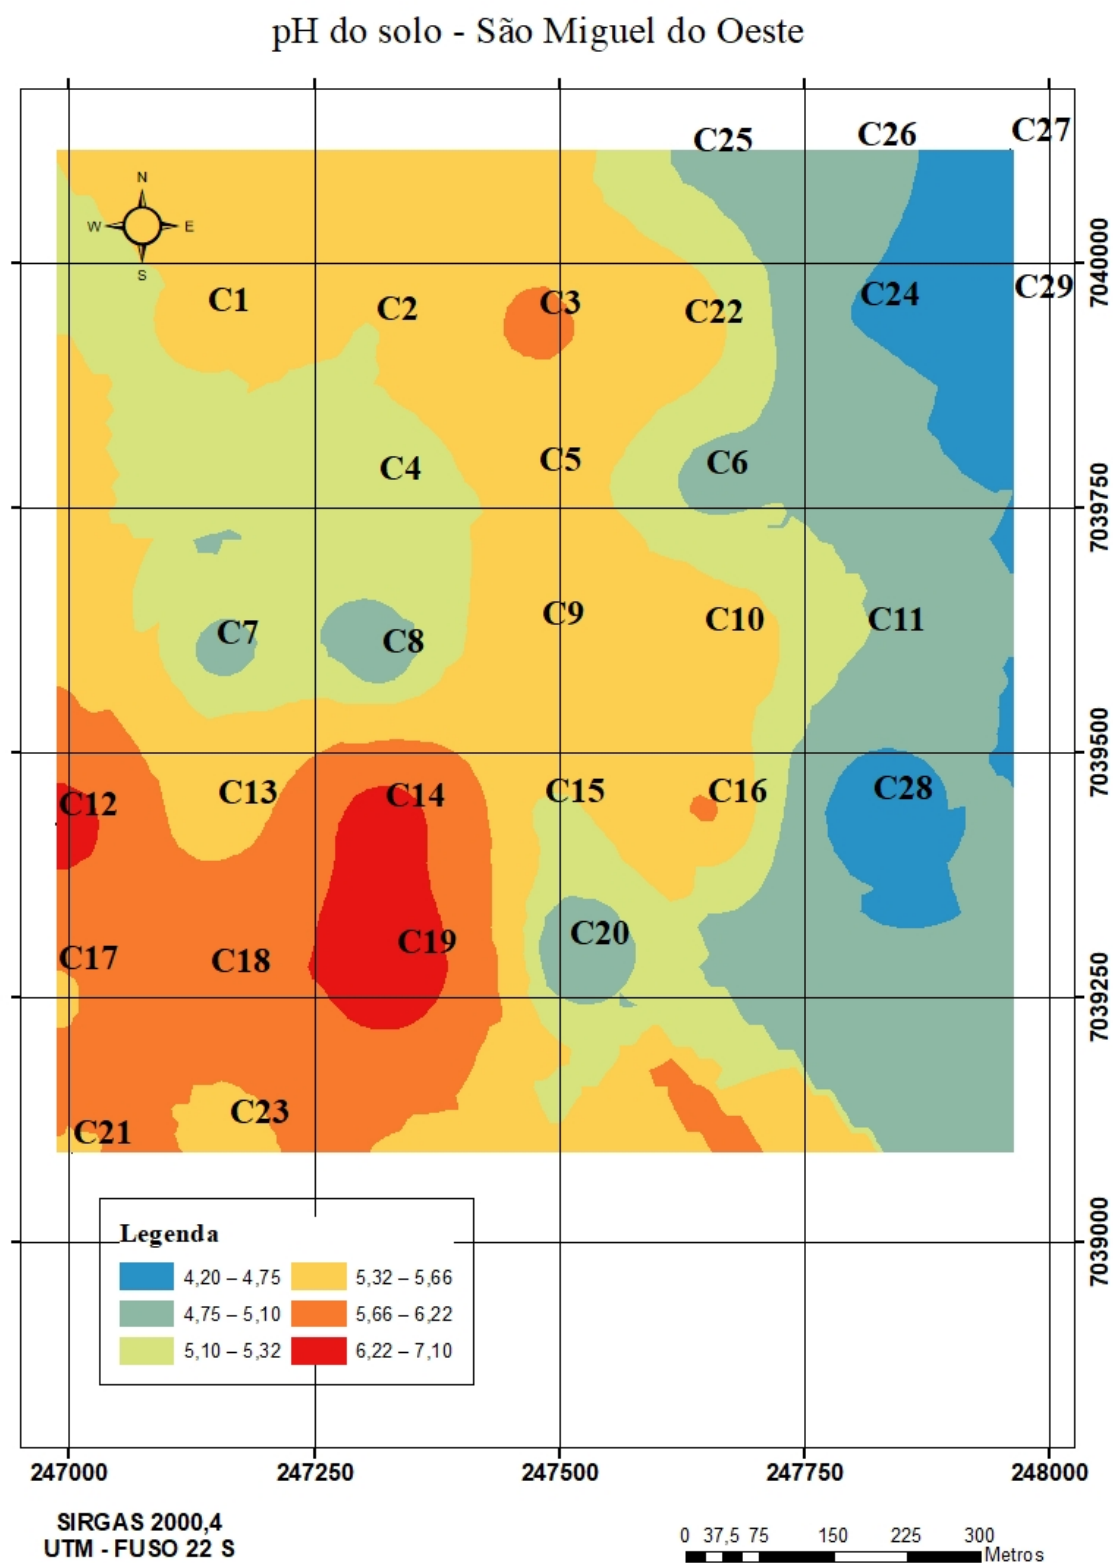 pH do solo - São Miguel do Oeste
C25 C26 C27
N
W E
S
7040000
C1 C2 C3 C22 C24 C29
C4 C5 C6
7039750
C7 C8 C9 C10 C11
7039500
C12 C13 C14 C15 C16 C28
C17 C18 C19 C20
7039250
C21 C23
7039000
Legenda
4,20 – 4,75 5,32 – 5,66
4,75 – 5,10 5,66 – 6,22
5,10 – 5,32 6,22 – 7,10
247000 247250 247500 247750 248000
SIRGAS 2000,4
UTM - FUSO 22 S
0 37,5 75 150 225 300
Metros